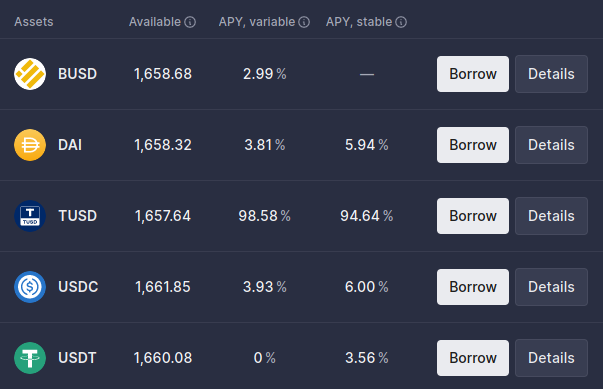 Assets Available APY, variable APY, stable
BUSD 1,658.68 2.99 % — Borrow Details
DAI 1,658.32 3.81 % 5.94 % Borrow Details
T TUSD TUSD 1,657.64 98.58 % 94.64 % Borrow Details
USDC 1,661.85 3.93 % 6.00 % Borrow Details
USDT 1,660.08 0 % 3.56 % Borrow Details